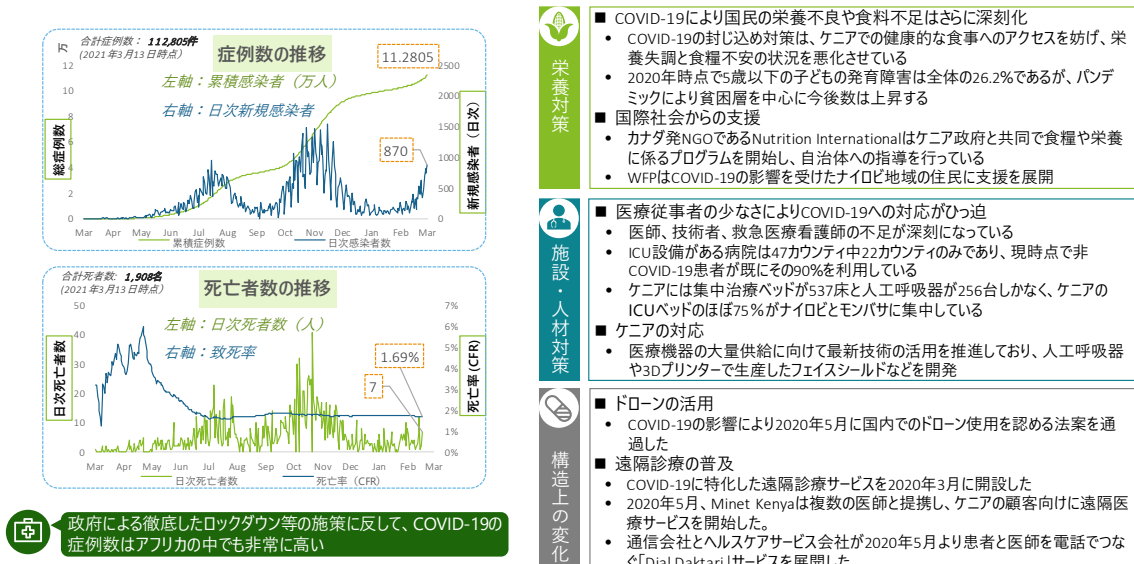 合計症例数： 112,805件
(2021年3月13日時点)
症例数の推移
万
11.2805
左軸：累積感染者（万人）
右軸：日次新規感染者
870
総症例数
新規感染者（日次）
12
10
8
6
4
2
0
2500
2000
1500
1000
500
0
Mar Apr May Jun Jul Aug Sep Oct Nov Dec Jan Feb Mar
累積症例数 日次感染者数
合計死者数: 1,908名
(2021年3月13日時点)
死亡者数の推移
左軸：日次死者数（人）
右軸：致死率
1.69%
7
日次死亡者数
死亡率(CFR)
50
40
30
20
10
0
7%
6%
5%
4%
3%
2%
1%
0%
Mar Apr May Jun Jul Aug Sep Oct Nov Dec Jan Feb Mar
日次死亡者数 死亡率（CFR）
政府による徹底したロックダウン等の施策に反して、COVID-19の
症例数はアフリカの中でも非常に高い
栄養対策
■ COVID-19により国民の栄養不良や食料不足はさらに深刻化
• COVID-19の封じ込め対策は、ケニアでの健康的な食事へのアクセスを妨げ、栄
養失調と食糧不安の状況を悪化させている
• 2020年時点で5歳以下の子どもの発育障害は全体の26.2%であるが、パンデ
ミックにより貧困層を中心に今後数は上昇する
■ 国際社会からの支援
• カナダ発NGOであるNutrition Internationalはケニア政府と共同で食糧や栄養
に係るプログラムを開始し、自治体への指導を行っている
• WFPはCOVID-19の影響を受けたナイロビ地域の住民に支援を展開
施設・人材対策
■ 医療従事者の少なさによりCOVID-19への対応がひっ迫
• 医師、技術者、救急医療看護師の不足が深刻になっている
• ICU設備がある病院は47カウンティ中22カウンティのみであり、現時点で非
COVID-19患者が既にその90%を利用している
• ケニアには集中治療ベッドが537床と人工呼吸器が256台しかなく、ケニアの
ICUベッドのほぼ75％がナイロビとモンバサに集中している
■ ケニアの対応
• 医療機器の大量供給に向けて最新技術の活用を推進しており、人工呼吸器
や3Dプリンターで生産したフェイスシールドなどを開発
構造上の変化
■ ドローンの活用
• COVID-19の影響により2020年5月に国内でのドローン使用を認める法案を通
過した
■ 遠隔診療の普及
• COVID-19に特化した遠隔診療サービスを2020年3月に開設した
• 2020年5月、Minet Kenyaは複数の医師と提携し、ケニアの顧客向けに遠隔医
療サービスを開始した。
• 通信会社とヘルスケアサービス会社が2020年5月より患者と医師を電話でつな
ぐ「Dial Daktari」サービスを展開した